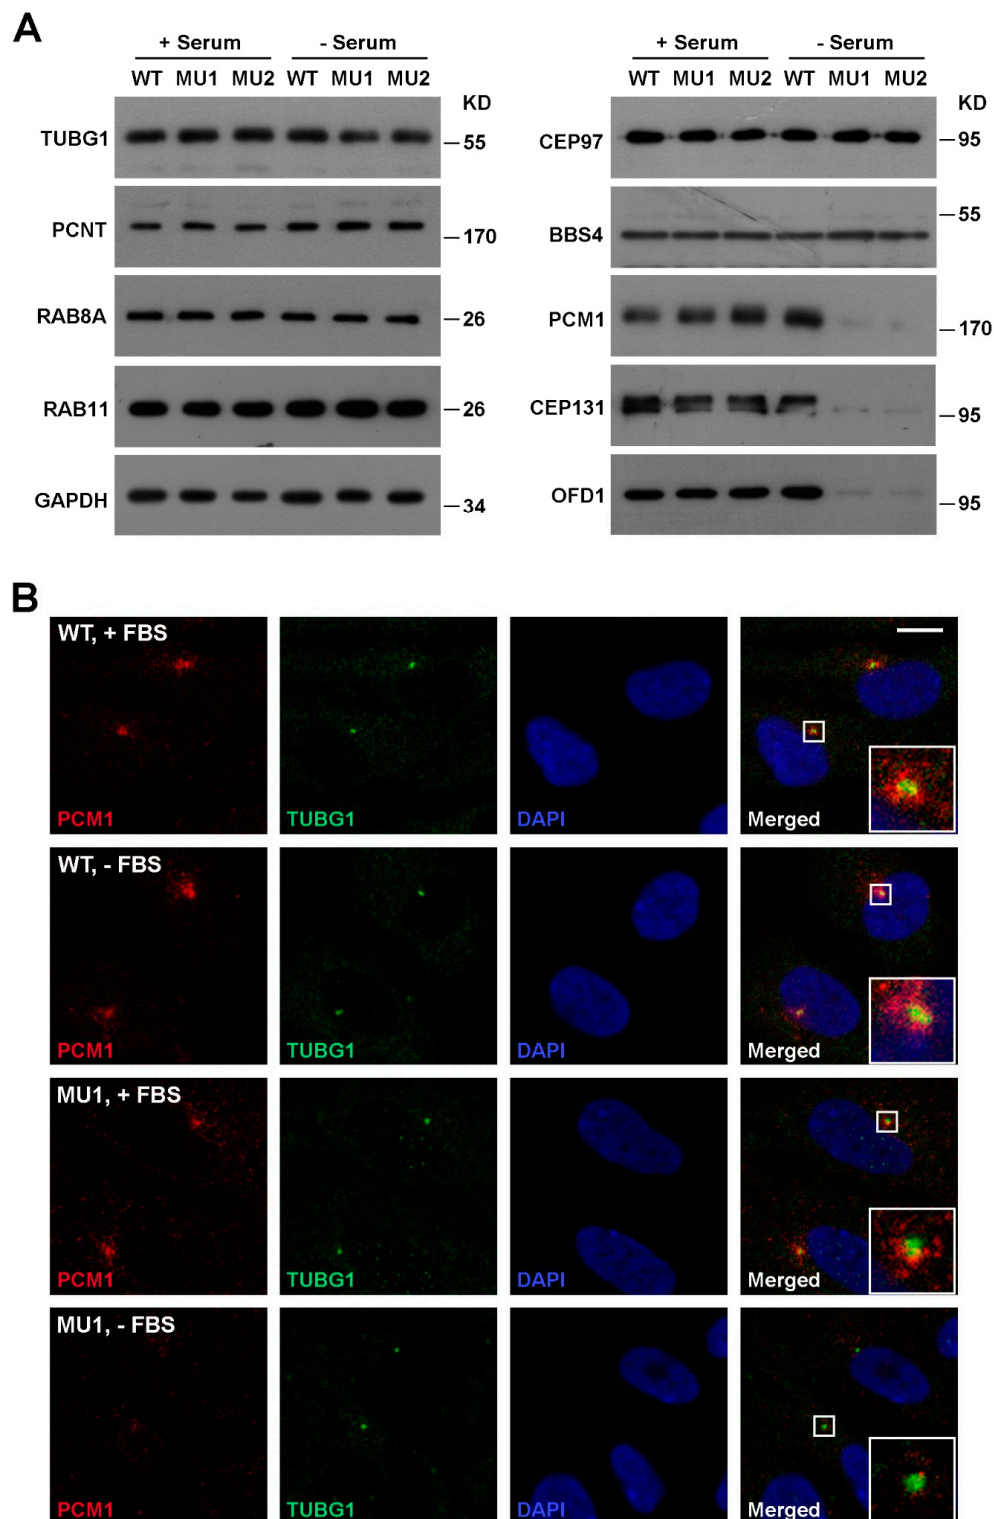 A
+ Serum - Serum
WT MU1 MU2 WT MU1 MU2
KD
TUBG1 55
PCNT 170
RAB8A 26
RAB11 26
GAPDH 34
+ Serum - Serum
WT MU1 MU2 WT MU1 MU2
KD
CEP97 95
55
BBS4
PCM1 170
CEP131 95
OFD1 95
B
WT, + FBS
PCM1 TUBG1 DAPI Merged
WT, - FBS
PCM1 TUBG1 DAPI Merged
MU1, + FBS
PCM1 TUBG1 DAPI Merged
MU1, - FBS
PCM1 TUBG1 DAPI Merged